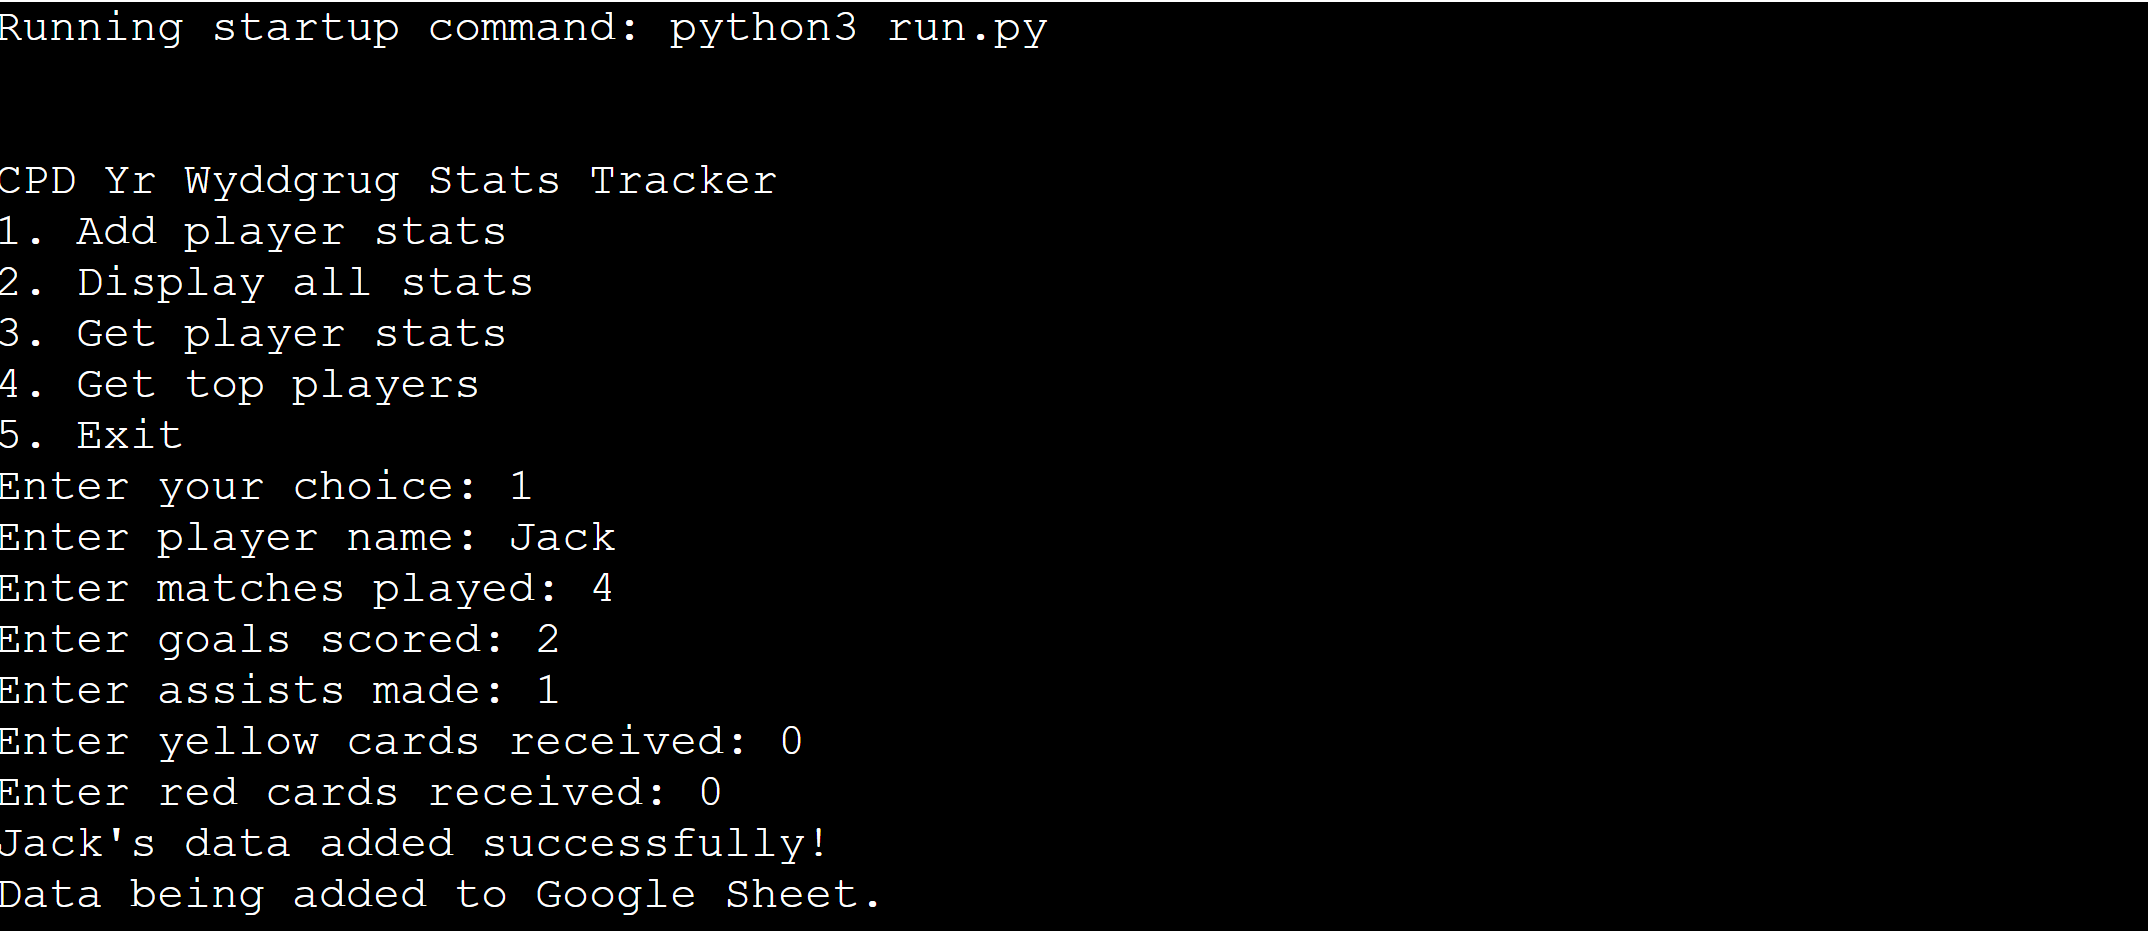 Running startup command: python3 run.py
CPD Yr Wyddgrug Stats Tracker
1. Add player stats
2. Display all stats
3. Get player stats
4. Get top players
5. Exit
Enter your choice: 1
Enter player name: Jack
Enter matches played: 4
Enter goals scored: 2
Enter assists made: 1
Enter yellow cards received: 0
Enter red cards received: 0
Jack's data added successfully!
Data being added to Google Sheet.